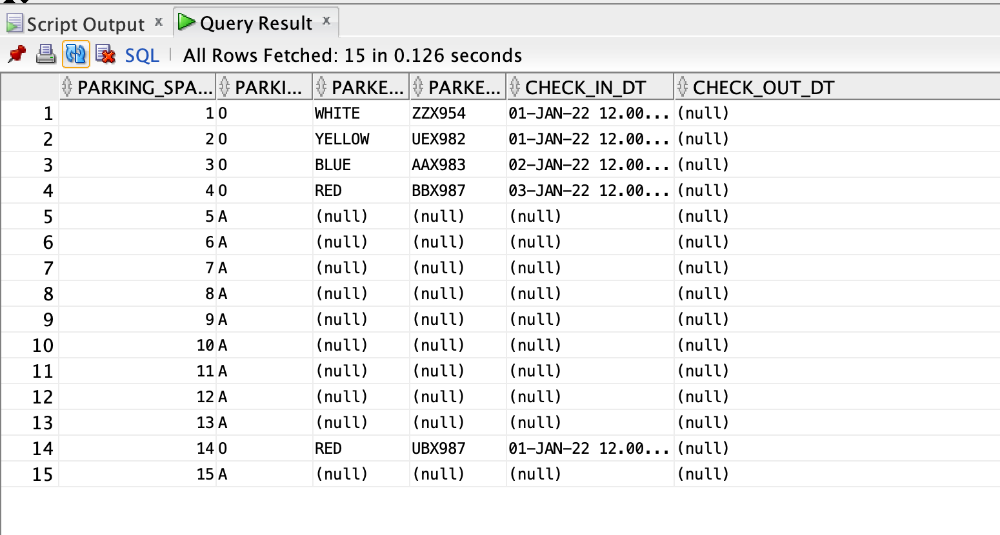 Script Output x Query Result x
SQL | All Rows Fetched: 15 in 0.126 seconds
PARKING_SPA... PARKI... PARKE... PARKE... CHECK_IN_DT CHECK_OUT_DT
1 1 O WHITE ZZX954 01-JAN-22 12.00... (null)
2 2 O YELLOW UEX982 01-JAN-22 12.00... (null)
3 3 O BLUE AAX983 02-JAN-22 12.00... (null)
4 4 O RED BBX987 03-JAN-22 12.00... (null)
5 5 A (null) (null) (null) (null)
6 6 A (null) (null) (null) (null)
7 7 A (null) (null) (null) (null)
8 8 A (null) (null) (null) (null)
9 9 A (null) (null) (null) (null)
10 10 A (null) (null) (null) (null)
11 11 A (null) (null) (null) (null)
12 12 A (null) (null) (null) (null)
13 13 A (null) (null) (null) (null)
14 14 O RED UBX987 01-JAN-22 12.00... (null)
15 15 A (null) (null) (null) (null)